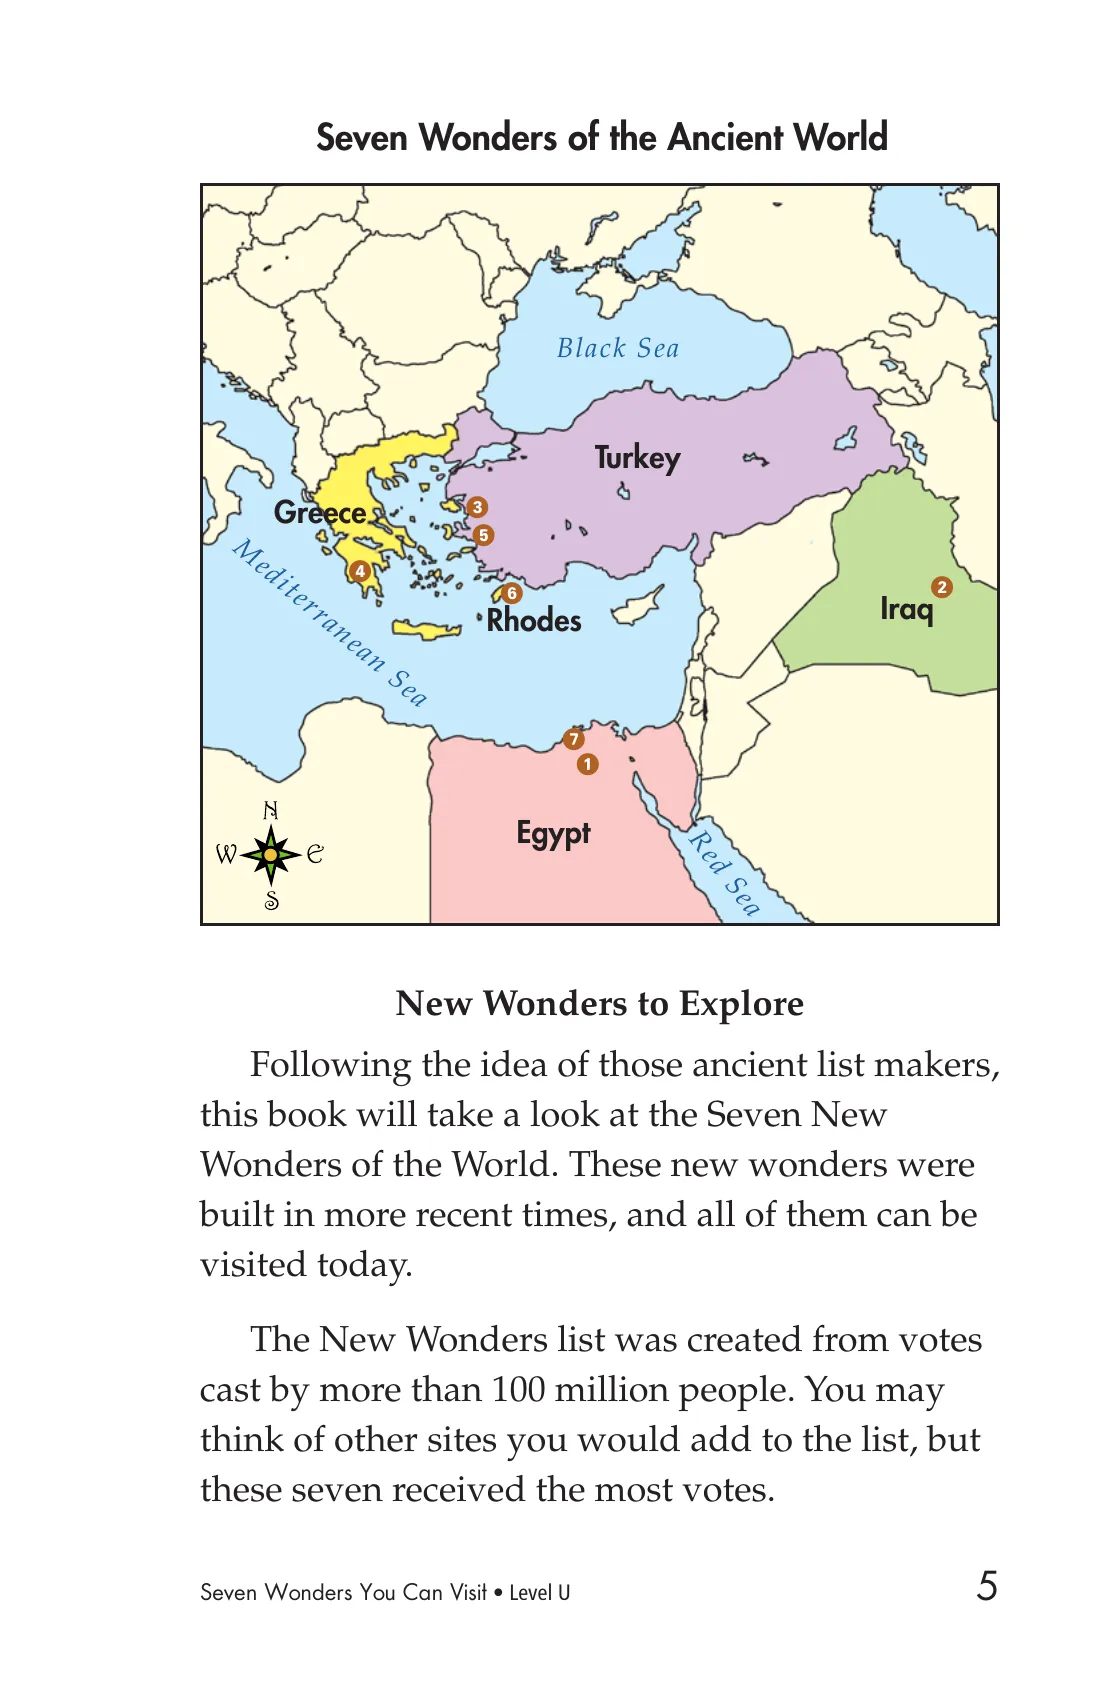 Seven Wonders of the Ancient World
Black Sea
Turkey
Greece
3
5
4
Mediterranean Sea
6
Rhodes
2
Iraq
7
1
Egypt
Red Sea
N
W E
S
New Wonders to Explore
Following the idea of those ancient list makers,
this book will take a look at the Seven New
Wonders of the World. These new wonders were
built in more recent times, and all of them can be
visited today.
The New Wonders list was created from votes
cast by more than 100 million people. You may
think of other sites you would add to the list, but
these seven received the most votes.
Seven Wonders You Can Visit • Level U 5